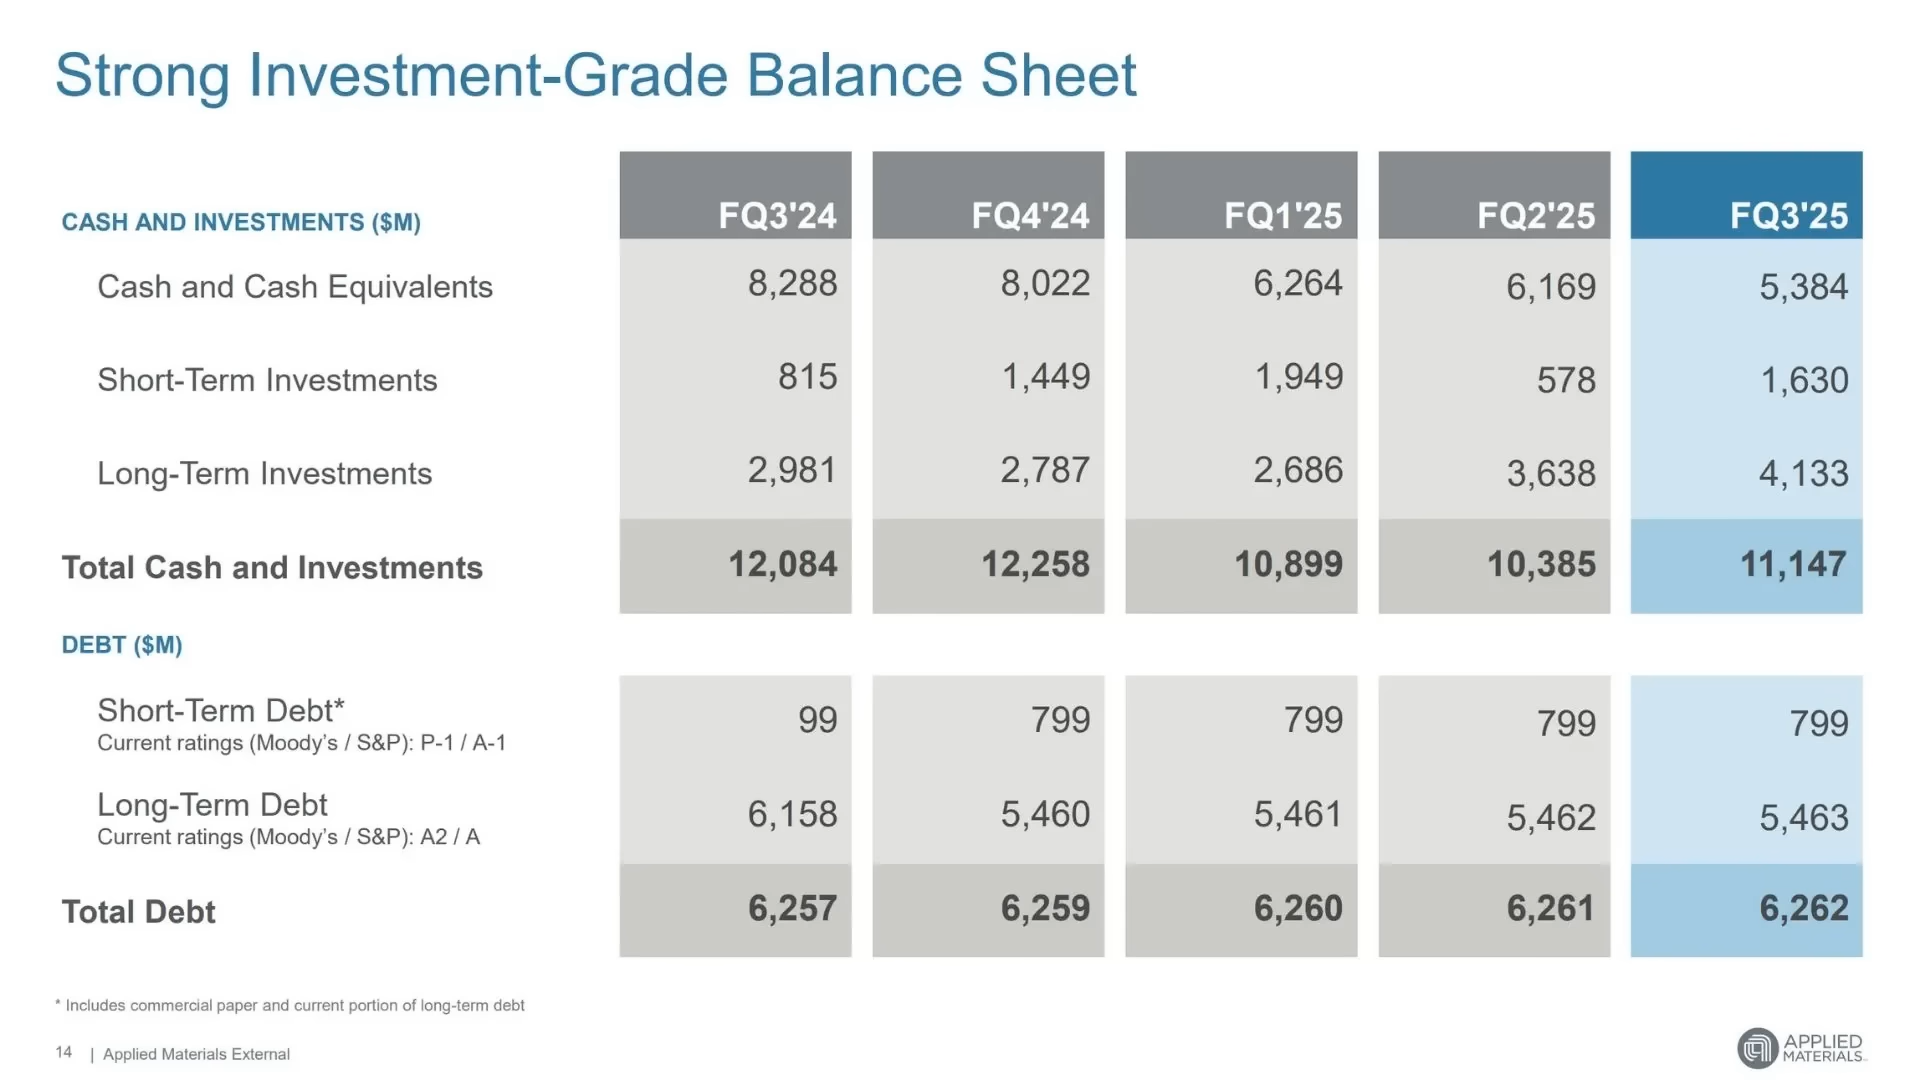 Strong Investment-Grade Balance Sheet
CASH AND INVESTMENTS ($M) FQ3'24 FQ4'24 FQ1'25 FQ2'25 FQ3'25
Cash and Cash Equivalents 8,288 8,022 6,264 6,169 5,384
Short-Term Investments 815 1,449 1,949 578 1,630
Long-Term Investments 2,981 2,787 2,686 3,638 4,133
Total Cash and Investments 12,084 12,258 10,899 10,385 11,147
DEBT ($M)
Short-Term Debt* 99 799 799 799 799
Current ratings (Moody’s / S&P): P-1 / A-1
Long-Term Debt 6,158 5,460 5,461 5,462 5,463
Current ratings (Moody’s / S&P): A2 / A
Total Debt 6,257 6,259 6,260 6,261 6,262
* Includes commercial paper and current portion of long-term debt
14 | Applied Materials External
APPLIED
MATERIALS